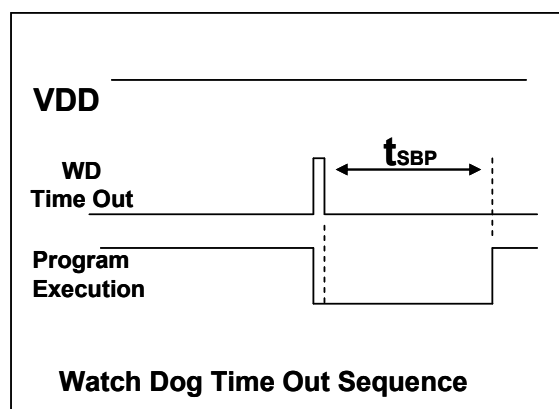 VDD
tSBP
WD
Time Out
Program
Execution
Watch Dog Time Out Sequence